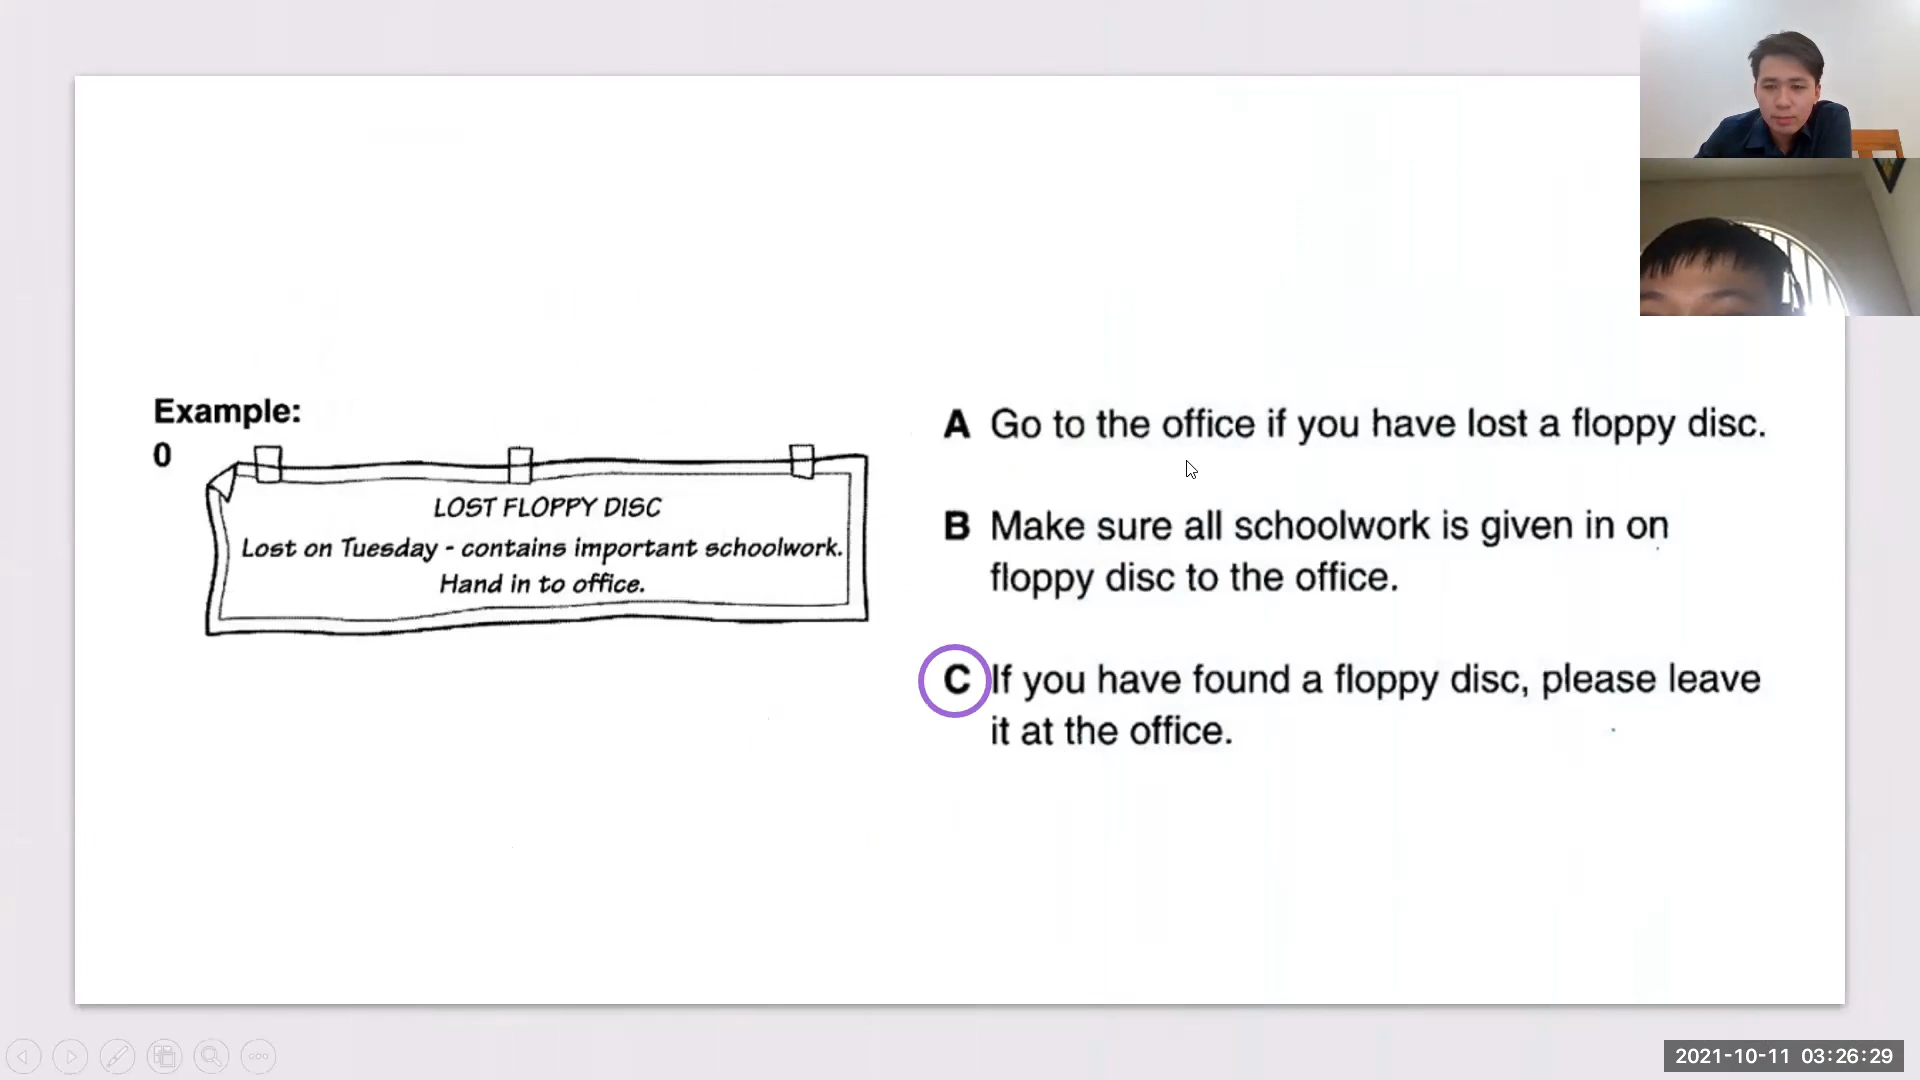 Example:
0
LOST FLOPPY DISC
Lost on Tuesday - contains important schoolwork.
Hand in to office.
A Go to the office if you have lost a floppy disc.
B Make sure all schoolwork is given in on
floppy disc to the office.
C If you have found a floppy disc, please leave
it at the office.
2021-10-11 03:26:29